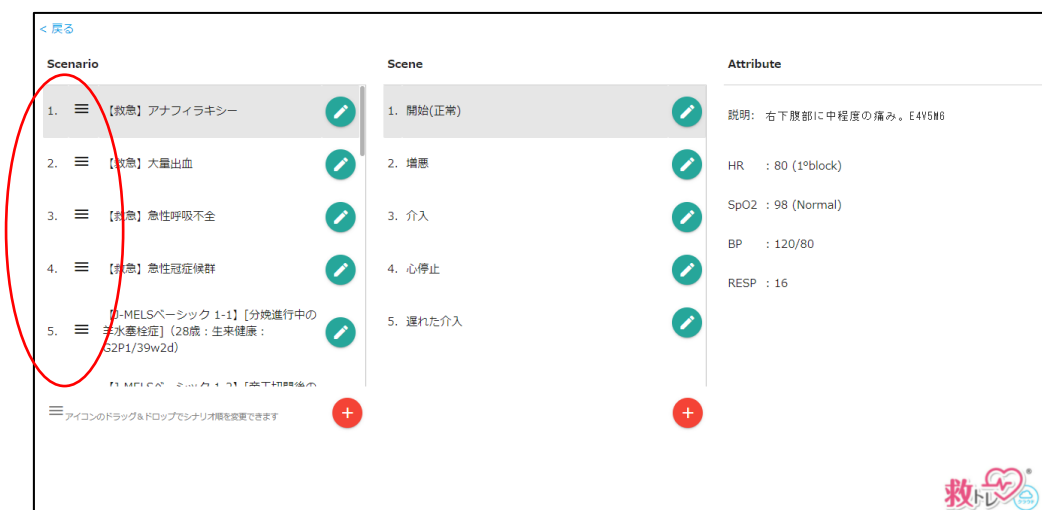 < 戻る
Scenario
1. 【救急】アナフィラキシー
2. 【救急】大量出血
3. 【救急】急性呼吸不全
4. 【救急】急性冠症候群
5. 【J-MELSベーシック 1-1】[分娩進行中の
羊水塞栓症]（28歳：生来健康：
G2P1/39w2d）
アイコンのドラッグ&ドロップでシナリオ順を変更できます
Scene
1. 開始(正常)
2. 増悪
3. 介入
4. 心停止
5. 遅れた介入
Attribute
説明: 右下腹部に中程度の痛み。E4V5M6
HR : 80 (1°block)
SpO2 : 98 (Normal)
BP : 120/80
RESP : 16
救トレ